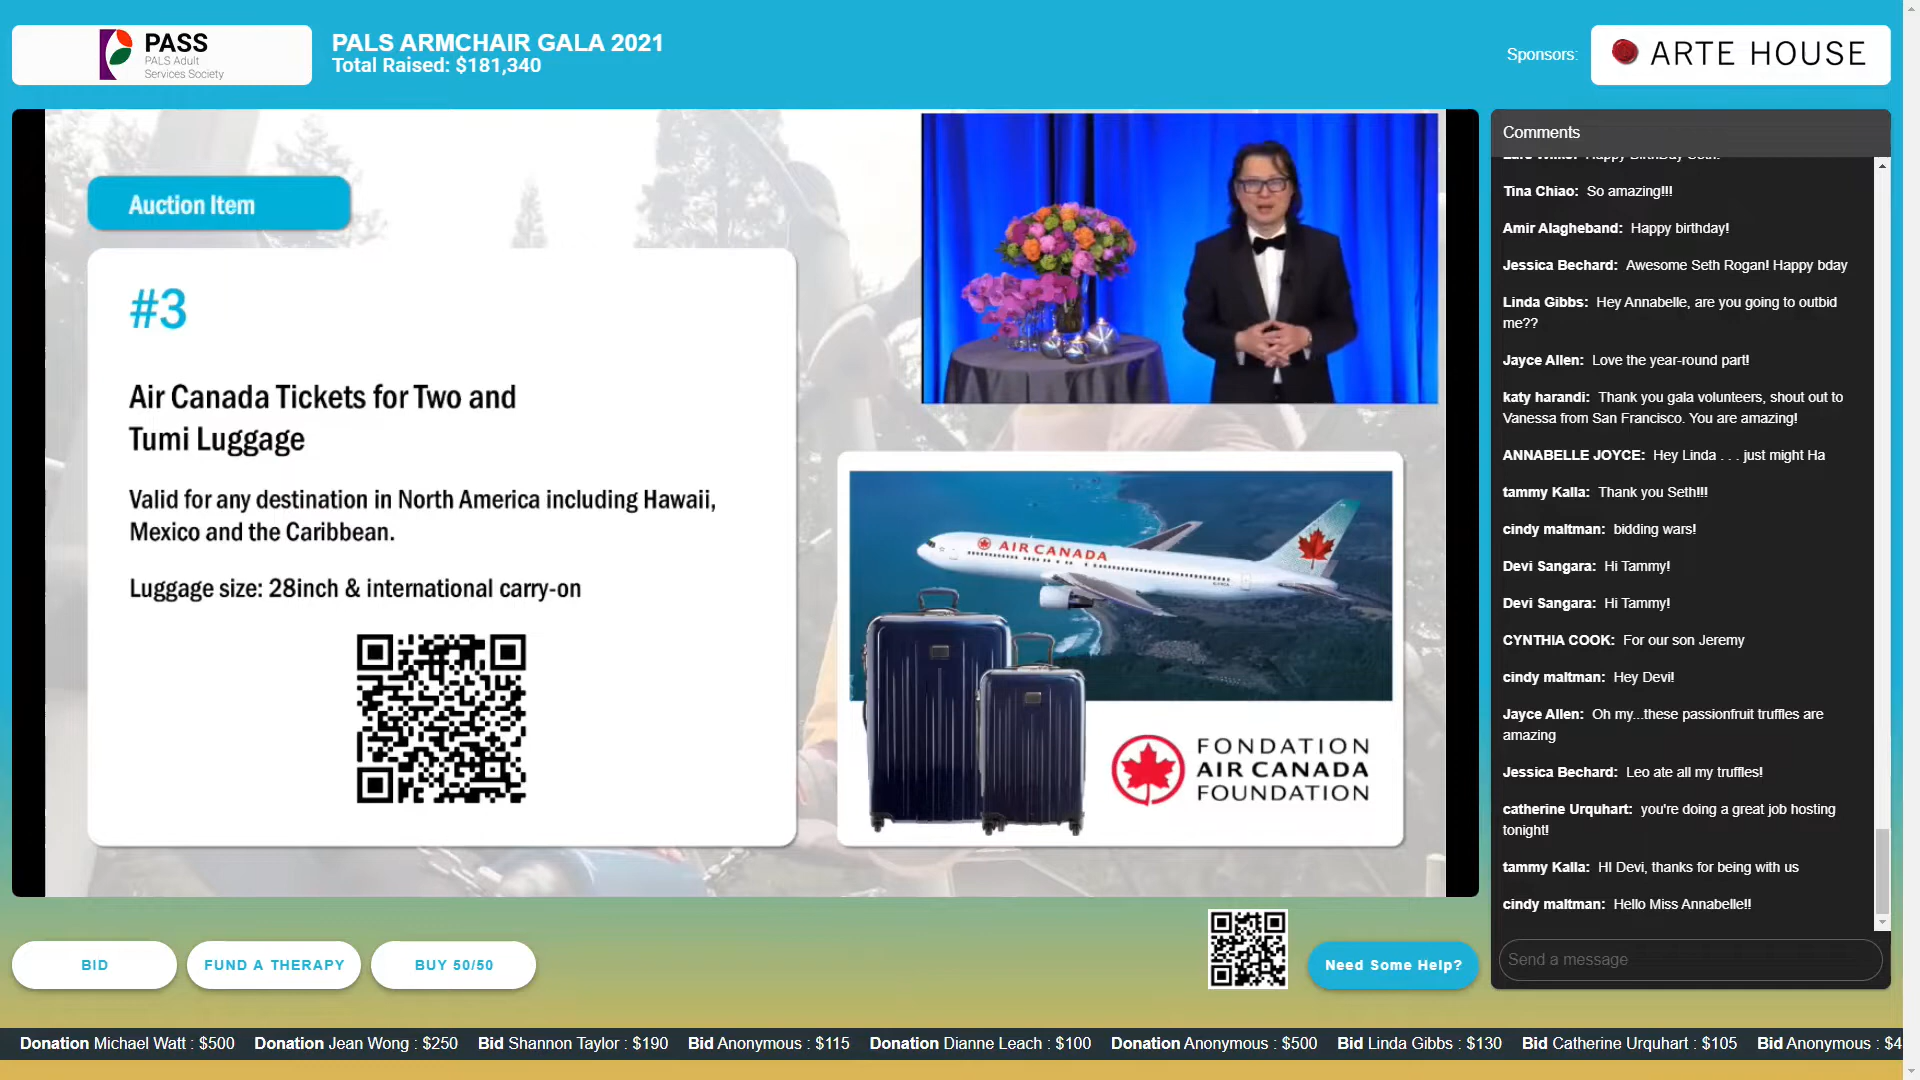 PASS
PALS Adult
Services Society
PALS ARMCHAIR GALA 2021
Total Raised: $181,340
Sponsors:
ARTE HOUSE
Auction Item
#3
Air Canada Tickets for Two and
Tumi Luggage
Valid for any destination in North America including Hawaii,
Mexico and the Caribbean.
Luggage size: 28inch & international carry-on
AIR CANADA
FONDATION
AIR CANADA
FOUNDATION
Comments
Tina Chiao: So amazing!!!
Amir Alagheband: Happy birthday!
Jessica Bechard: Awesome Seth Rogan! Happy bday
Linda Gibbs: Hey Annabelle, are you going to outbid
me??
Jayce Allen: Love the year-round part!
katy harandi: Thank you gala volunteers, shout out to
Vanessa from San Francisco. You are amazing!
ANNABELLE JOYCE: Hey Linda . . . just might Ha
tammy Kalla: Thank you Seth!!!
cindy maltman: bidding wars!
Devi Sangara: Hi Tammy!
Devi Sangara: Hi Tammy!
CYNTHIA COOK: For our son Jeremy
cindy maltman: Hey Devi!
Jayce Allen: Oh my...these passionfruit truffles are
amazing
Jessica Bechard: Leo ate all my truffles!
catherine Urquhart: you're doing a great job hosting
tonight!
tammy Kalla: HI Devi, thanks for being with us
cindy maltman: Hello Miss Annabelle!!
Send a message
BID
FUND A THERAPY
BUY 50/50
Need Some Help?
Donation Michael Watt : $500 Donation Jean Wong : $250 Bid Shannon Taylor : $190 Bid Anonymous : $115 Donation Dianne Leach : $100 Donation Anonymous : $500 Bid Linda Gibbs : $130 Bid Catherine Urquhart : $105 Bid Anonymous : $4